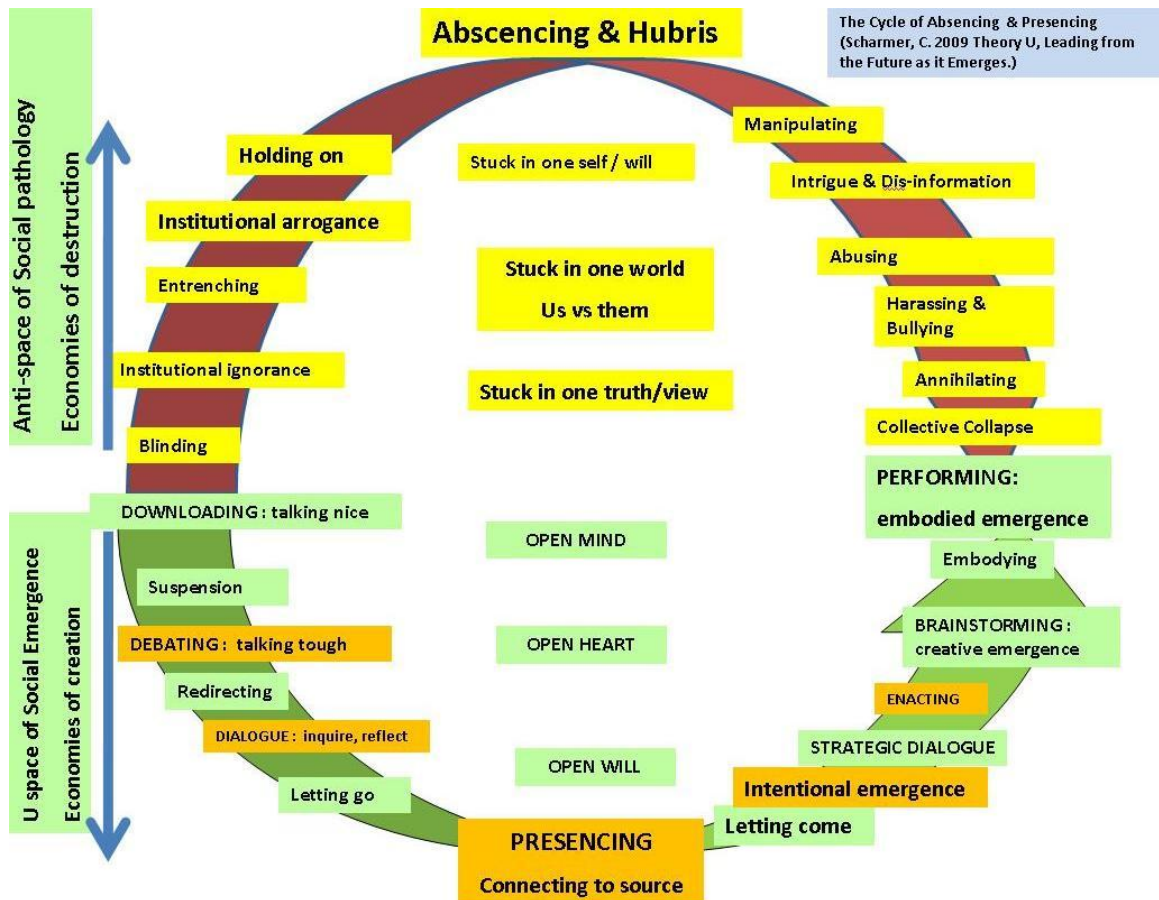 Abscencing & Hubris
The Cycle of Absencing & Presencing
(Scharmer, C. 2009 Theory U, Leading from
the Future as it Emerges.)
Anti-space of Social pathology
Economies of destruction
Holding on
Institutional arrogance
Entrenching
Institutional ignorance
Blinding
Stuck in one self / will
Stuck in one world
Us vs them
Stuck in one truth/view
Manipulating
Intrigue & Dis-information
Abusing
Harassing &
Bullying
Annihilating
Collective Collapse
U space of Social Emergence
Economies of creation
DOWNLOADING : talking nice
Suspension
DEBATING : talking tough
Redirecting
DIALOGUE : inquire, reflect
Letting go
OPEN MIND
OPEN HEART
OPEN WILL
PRESENCING
Connecting to source
PERFORMING:
embodied emergence
Embodying
BRAINSTORMING :
creative emergence
ENACTING
STRATEGIC DIALOGUE
Intentional emergence
Letting come